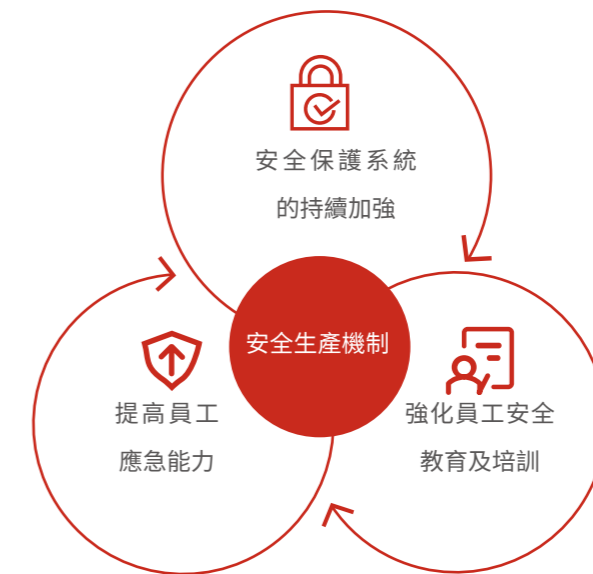 安全保護系統
的持續加強
安全生產機制
提高員工
應急能力
強化員工安全
教育及培訓